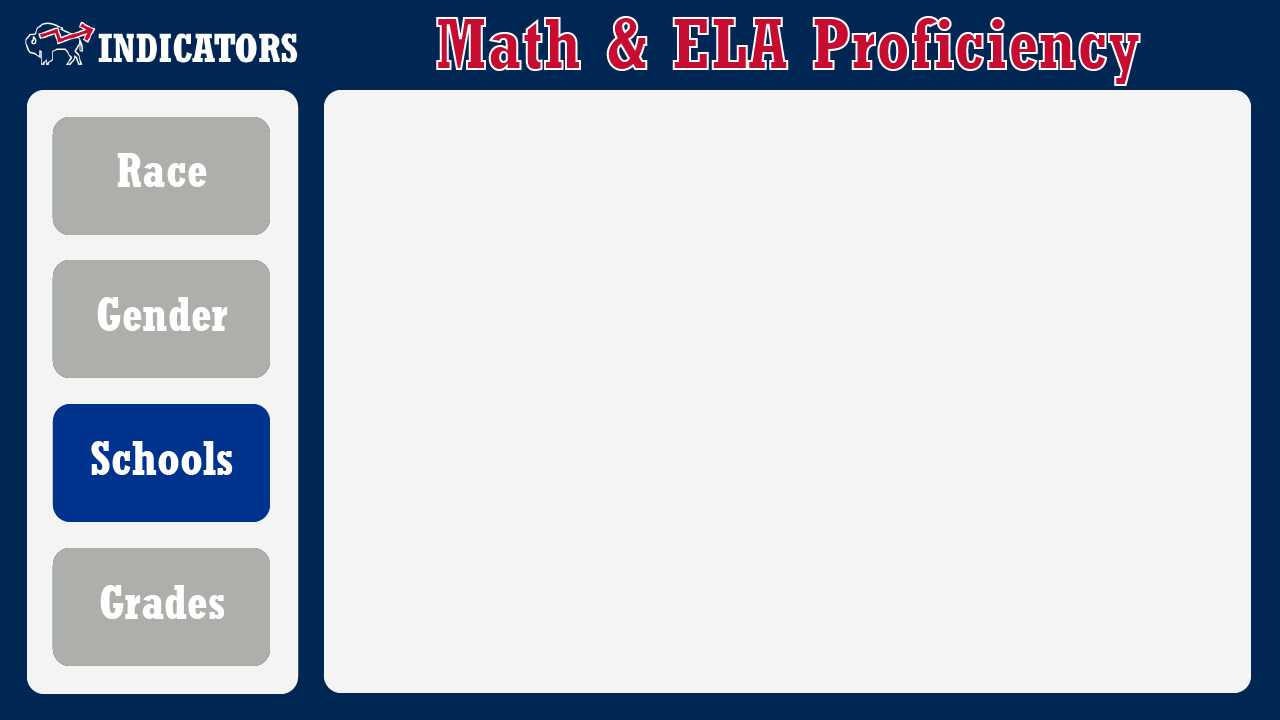 INDICATORS
Math & ELA Proficiency
Race
Gender
Schools
Grades